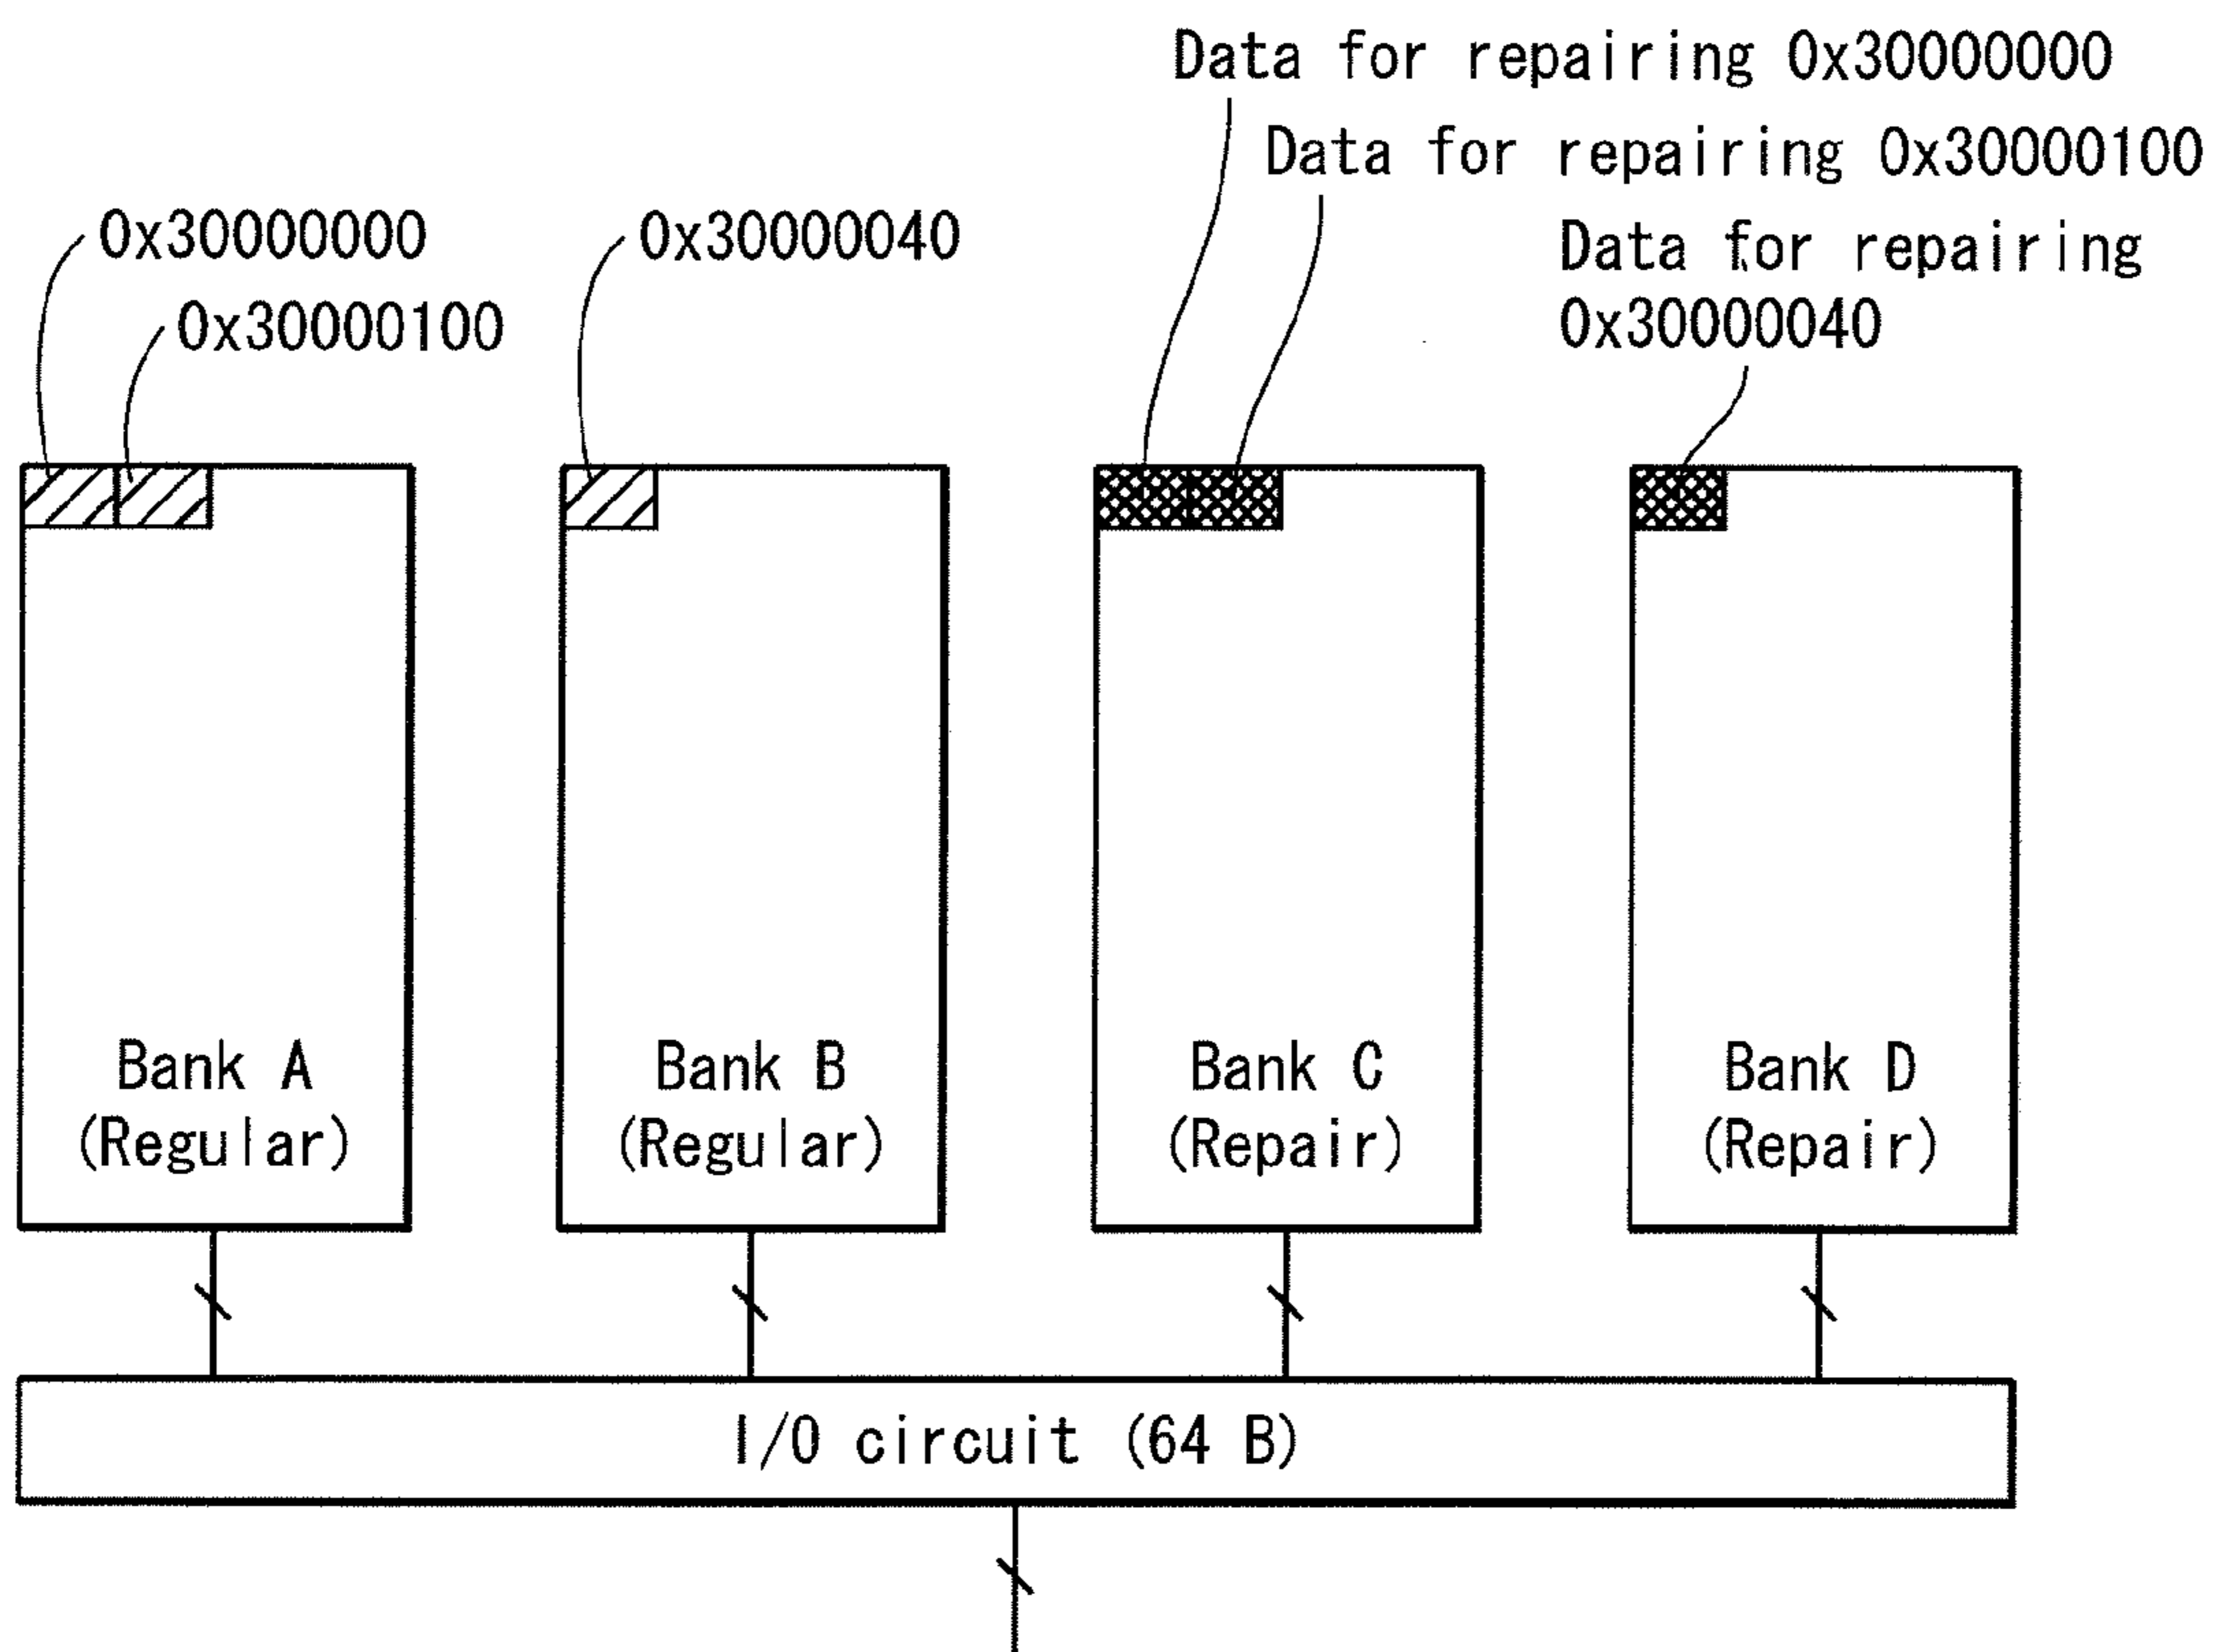 Data for repairing 0x30000000
Data for repairing 0x30000100
0x30000000
0x30000040
Data for repairing
0x30000100
0x30000040
Bank A
(Regular)
Bank B
(Regular)
Bank C
(Repair)
Bank D
(Repair)
I/O circuit (64 B)